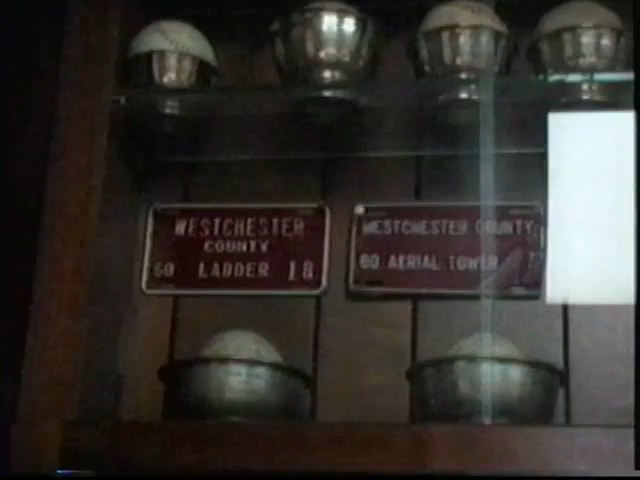 WESTCHESTER
COUNTY
60 LADDER 18
WESTCHESTER COUNTY
60 AERIAL TOWER